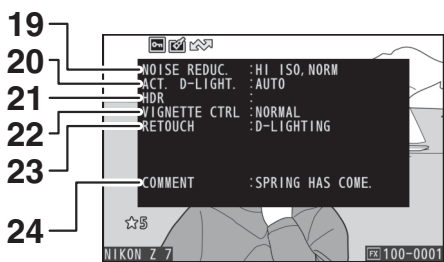 19
20
21
22
23
24
NOISE REDUC. :HI ISO,NORM
ACT. D-LIGHT. :AUTO
HDR :
VIGNETTE CTRL :NORMAL
RETOUCH :D-LIGHTING
COMMENT :SPRING HAS COME.
☆5
NIKON Z 7
FX 100-0001